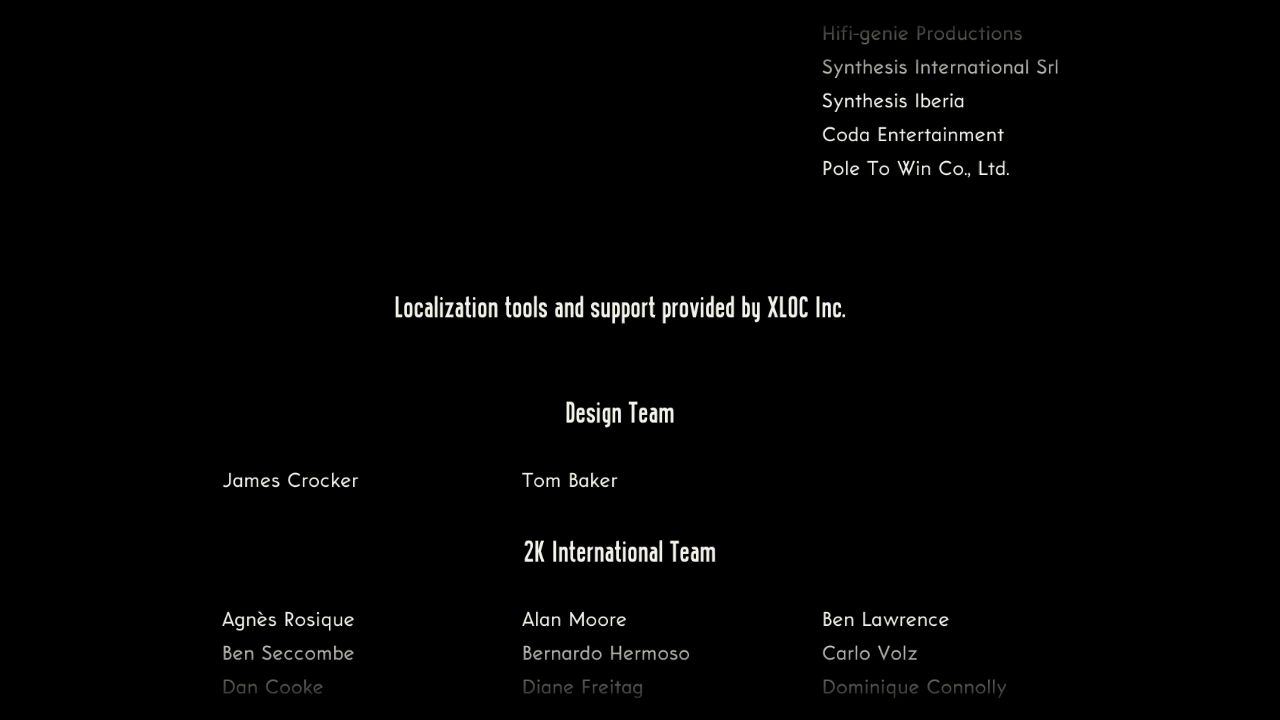 Hifi-genie Productions
Synthesis International Srl
Synthesis Iberia
Coda Entertainment
Pole To Win Co., Ltd.
Localization tools and support provided by XLOC Inc.
Design Team
James Crocker Tom Baker
2K International Team
Agnès Rosique Alan Moore Ben Lawrence
Ben Seccombe Bernardo Hermoso Carlo Volz
Dan Cooke Diane Freitag Dominique Connolly